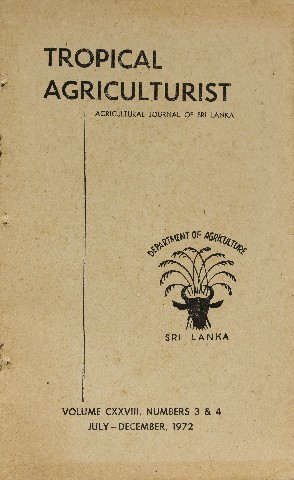 TROPICAL
AGRICULTURIST
AGRICULTURAL JOURNAL OF SRI LANKA
DEPARTMENT OF AGRICULTURE
SRI LANKA
VOLUME CXXVIII, NUMBERS 3 & 4
JULY – DECEMBER, 1972